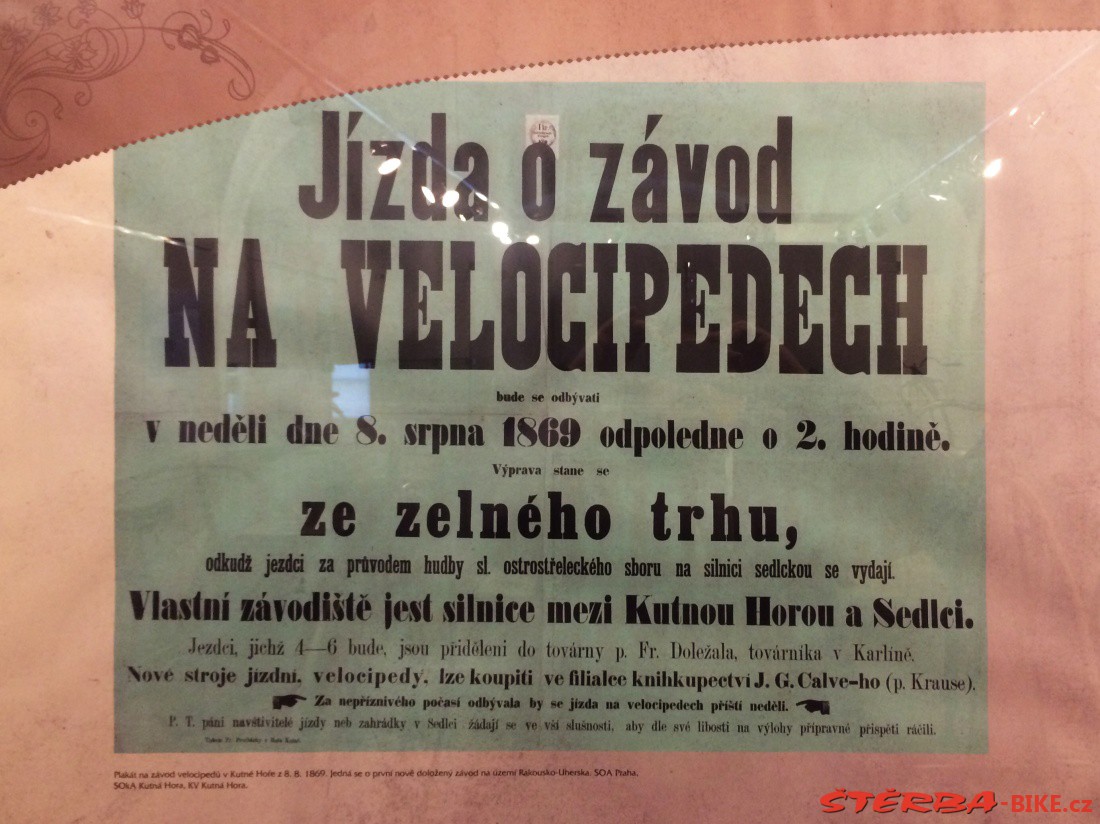 Jízda o závod
NA VELOCIPEDECH
bude se odbývati
v neděli dne 8. srpna 1869 odpoledne o 2. hodině.
Výprava stane se
ze zelného trhu,
odkudž jezdci za průvodem hudby sl. ostrostřeleckého sboru na silnici sedlckou se vydají.
Vlastní závodiště jest silnice mezi Kutnou Horou a Sedlci.
Jezdci, jichž 4—6 bude, jsou přiděleni do továrny p. Fr. Doležala, továrníka v Karlíně.
Nové stroje jízdní, velocipedy, lze koupiti ve filialce knihkupectví J. G. Calve-ho (p. Krause).
Za nepříznivého počasí odbývala by se jízda na velocipedech příští neděli.
P. T. páni navštivitelé jízdy neb zahrádky v Sedlci žádají se ve vší slušnosti, aby dle své libosti na výlohy přípravné přispěti ráčili.
Plakát na závod velocipedů v Kutné Hoře z 8. 8. 1869. Jedná se o první nově doložený závod na území Rakousko-Uherska. SOA Praha,
SOkA Kutná Hora, KV Kutná Hora.
ŠTĚRBA-BIKE.cz